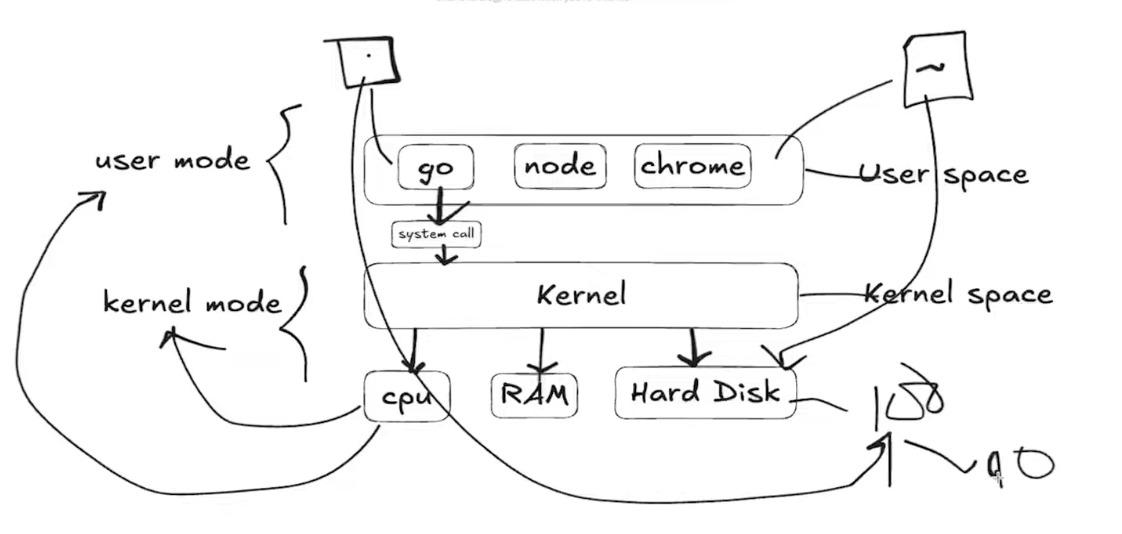 ~
user mode
go
node
chrome
User space
system call
Kernel
Kernel space
kernel mode
cpu
RAM
Hard Disk
100
90